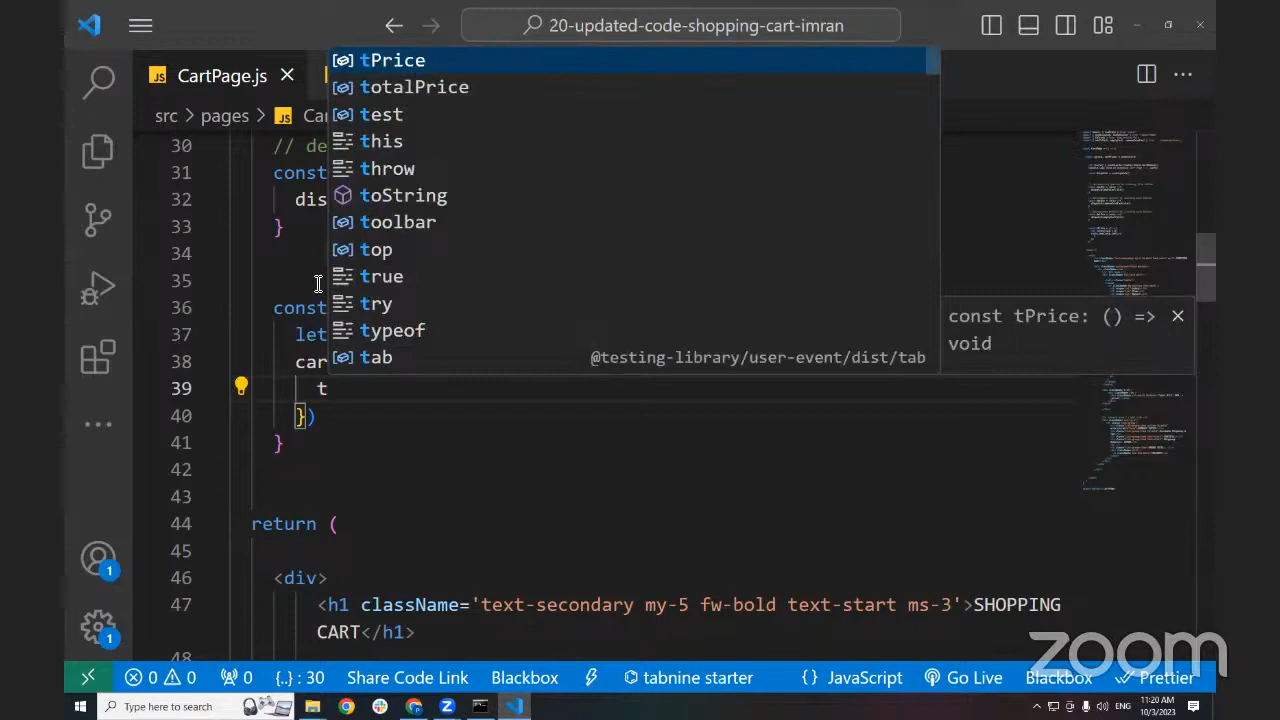 20-updated-code-shopping-cart-imran
JS CartPage.js
src > pages > JS Car
tPrice
totalPrice
test
this
throw
toString
toolbar
top
true
try
typeof
tab @testing-library/user-event/dist/tab
const tPrice: () =>
void
30 // de
31 const
32 dis
33 }
34
35
36 const
37 let
38 car
39 t
40 })
41 }
42
43
44 return (
45
46 <div>
47 <h1 className='text-secondary my-5 fw-bold text-start ms-3'>SHOPPING
CART</h1>
48
1
1
zoom
0 0 0 {..} : 30 Share Code Link Blackbox tabnine starter {} JavaScript Go Live Blackbox Prettier
Type here to search
ENG
11:20 AM
10/3/2023